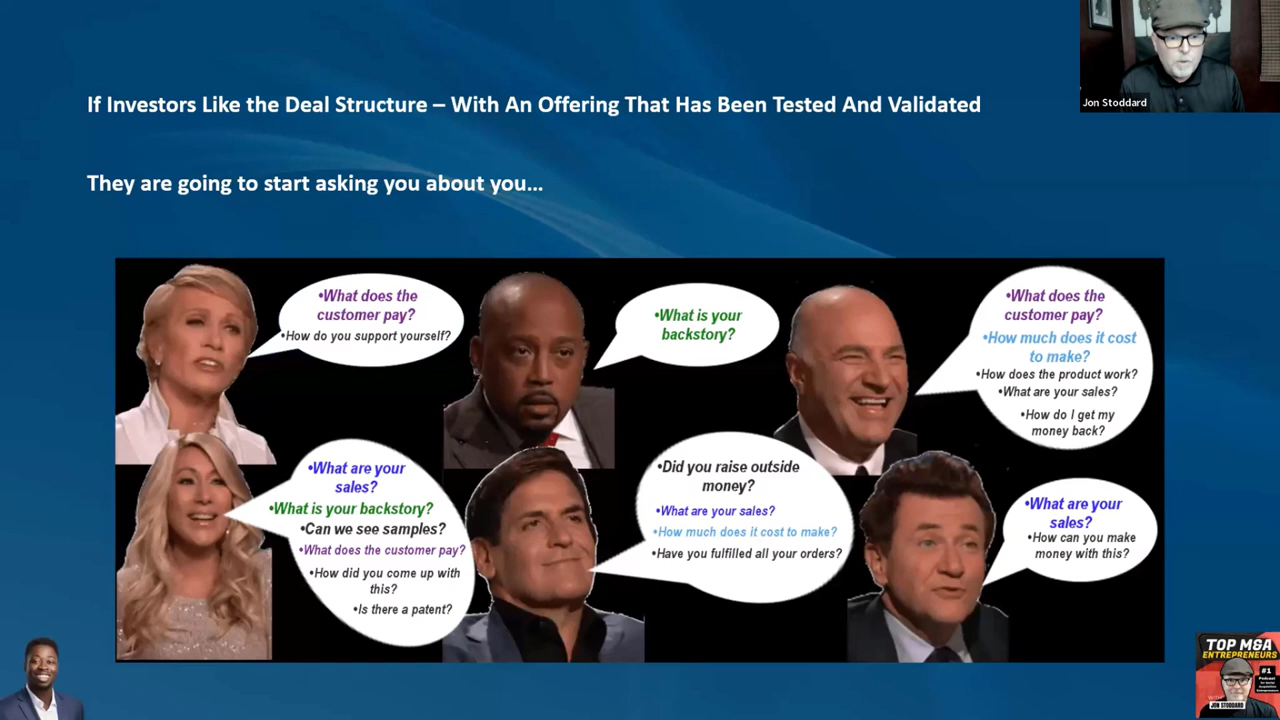 If Investors Like the Deal Structure – With An Offering That Has Been Tested And Validated
Jon Stoddard
They are going to start asking you about you...
•What does the
customer pay?
•How do you support yourself?
•What is your
backstory?
•What does the
customer pay?
•How much does it cost
to make?
•How does the product work?
•What are your sales?
•How do I get my
money back?
•What are your
sales?
•What is your backstory?
•Can we see samples?
•What does the customer pay?
•How did you come up with
this?
•Is there a patent?
•Did you raise outside
money?
•What are your sales?
•How much does it cost to make?
•Have you fulfilled all your orders?
•What are your
sales?
•How can you make
money with this?
TOP M&A
ENTREPRENEURS
#1
Podcast
JON STODDARD